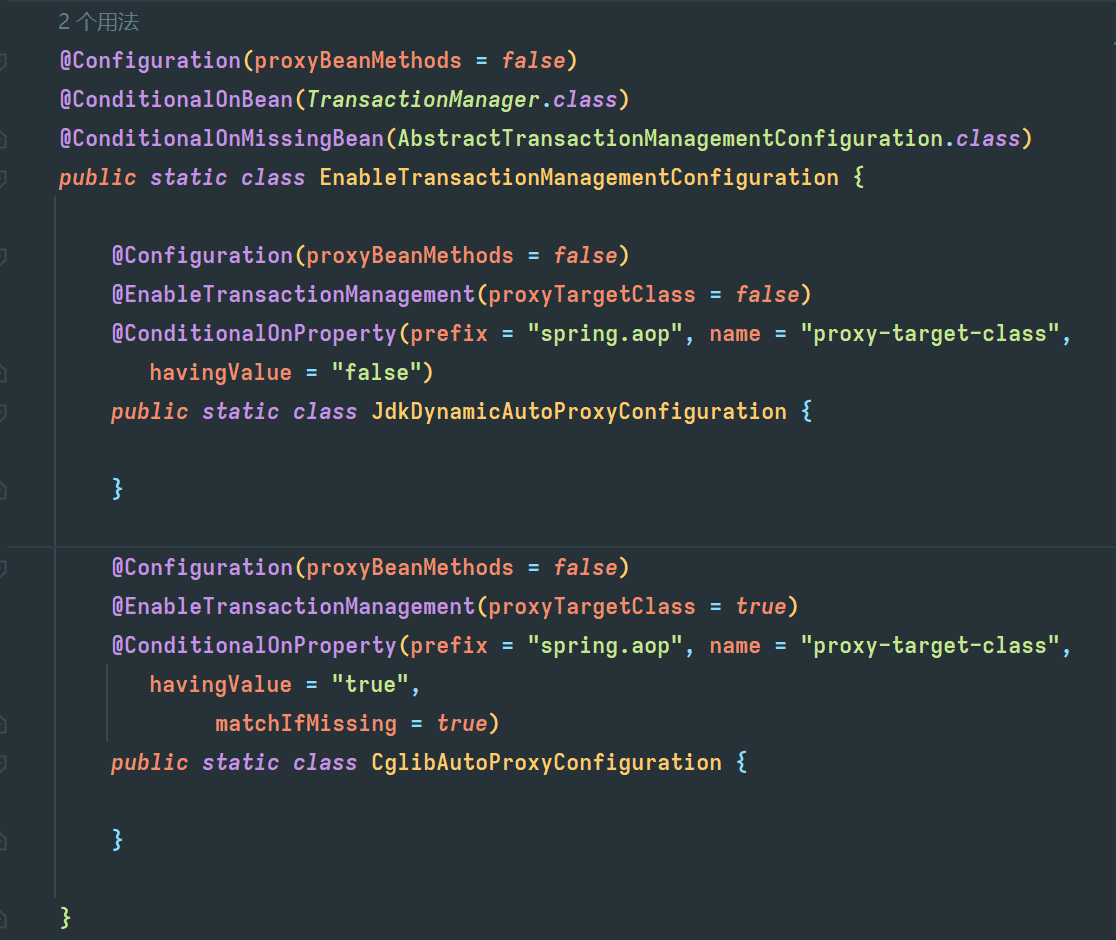 2 个用法
@Configuration(proxyBeanMethods = false)
@ConditionalOnBean(TransactionManager.class)
@ConditionalOnMissingBean(AbstractTransactionManagementConfiguration.class)
public static class EnableTransactionManagementConfiguration {
@Configuration(proxyBeanMethods = false)
@EnableTransactionManagement(proxyTargetClass = false)
@ConditionalOnProperty(prefix = "spring.aop", name = "proxy-target-class",
havingValue = "false")
public static class JdkDynamicAutoProxyConfiguration {
}
@Configuration(proxyBeanMethods = false)
@EnableTransactionManagement(proxyTargetClass = true)
@ConditionalOnProperty(prefix = "spring.aop", name = "proxy-target-class",
havingValue = "true",
matchIfMissing = true)
public static class CglibAutoProxyConfiguration {
}
}